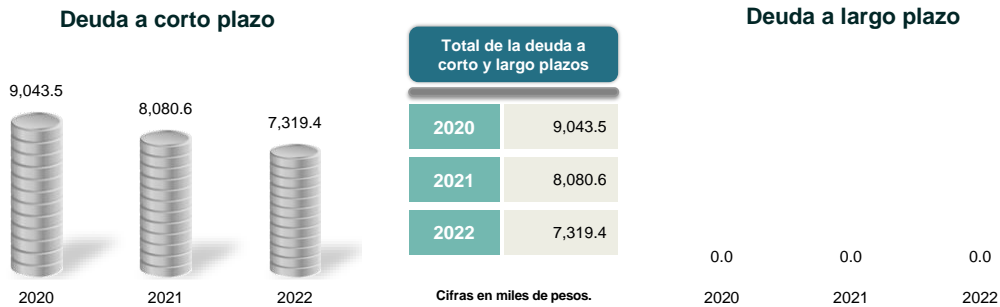 Deuda a corto plazo
9,043.5
8,080.6
7,319.4
2020 2021 2022
Total de la deuda a
corto y largo plazos
2020 9,043.5
2021 8,080.6
2022 7,319.4
Cifras en miles de pesos.
Deuda a largo plazo
0.0 0.0 0.0
2020 2021 2022